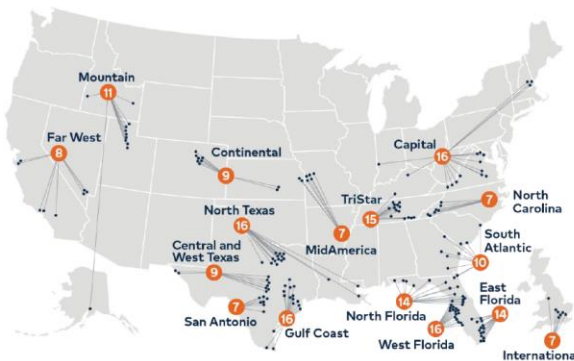 Mountain
11
Far West
8
Continental
9
Capital
16
TriStar
15
North
Carolina
7
North Texas
16
MidAmerica
7
South
Atlantic
10
Central and
West Texas
9
San Antonio
7
Gulf Coast
16
North Florida
14
West Florida
16
East
Florida
14
International
7